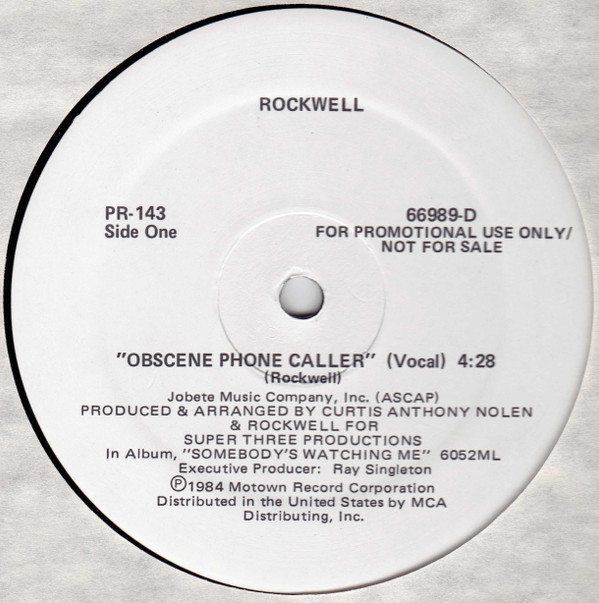 ROCKWELL
PR-143
Side One
66989-D
FOR PROMOTIONAL USE ONLY/
NOT FOR SALE
"OBSCENE PHONE CALLER" (Vocal) 4:28
(Rockwell)
Jobete Music Company, Inc. (ASCAP)
PRODUCED & ARRANGED BY CURTIS ANTHONY NOLEN
& ROCKWELL FOR
SUPER THREE PRODUCTIONS
In Album, "SOMEBODY'S WATCHING ME" 6052ML
Executive Producer: Ray Singleton
℗1984 Motown Record Corporation
Distributed in the United States by MCA
Distributing, Inc.